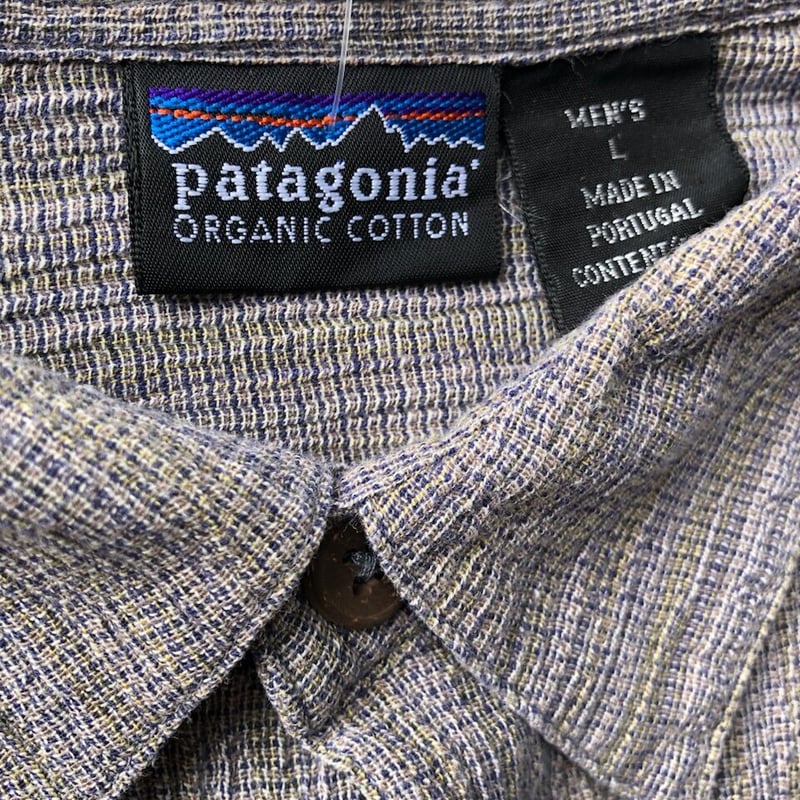 patagonia
ORGANIC COTTON
MEN'S
L
MADE IN
PORTUGAL